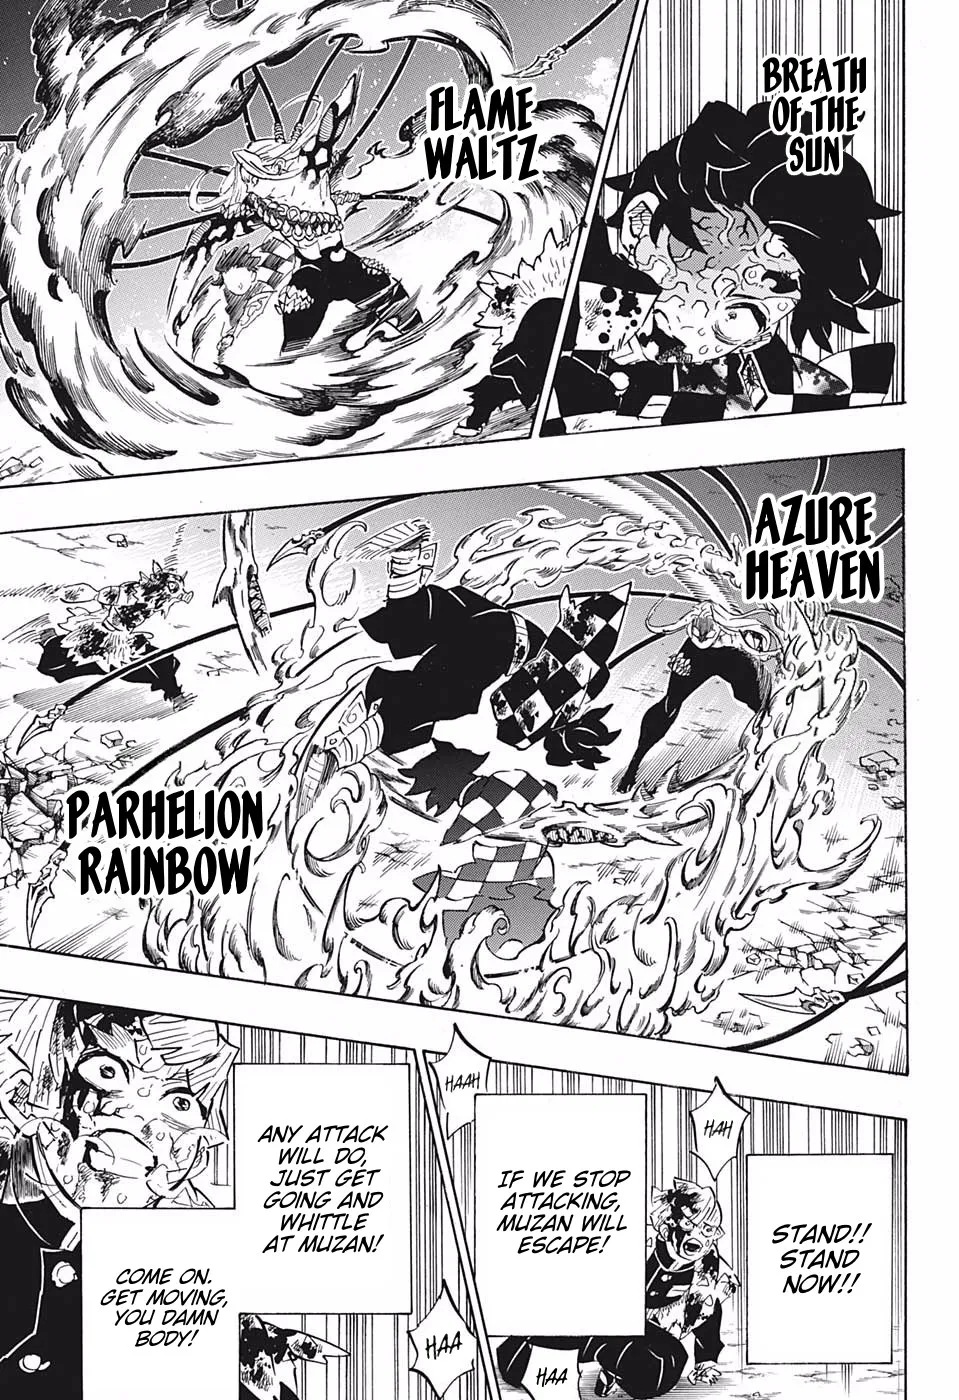 BREATH
OF THE
SUN
FLAME
WALTZ
AZURE
HEAVEN
PARHELION
RAINBOW
HAH
STAND!!
STAND
NOW!!
HAAH
IF WE STOP
ATTACKING,
MUZAN WILL
ESCAPE!
HAA
HAA
ANY ATTACK
WILL DO,
JUST GET
GOING AND
WHITTLE
AT MUZAN!
COME ON.
GET MOVING,
YOU DAMN
BODY!